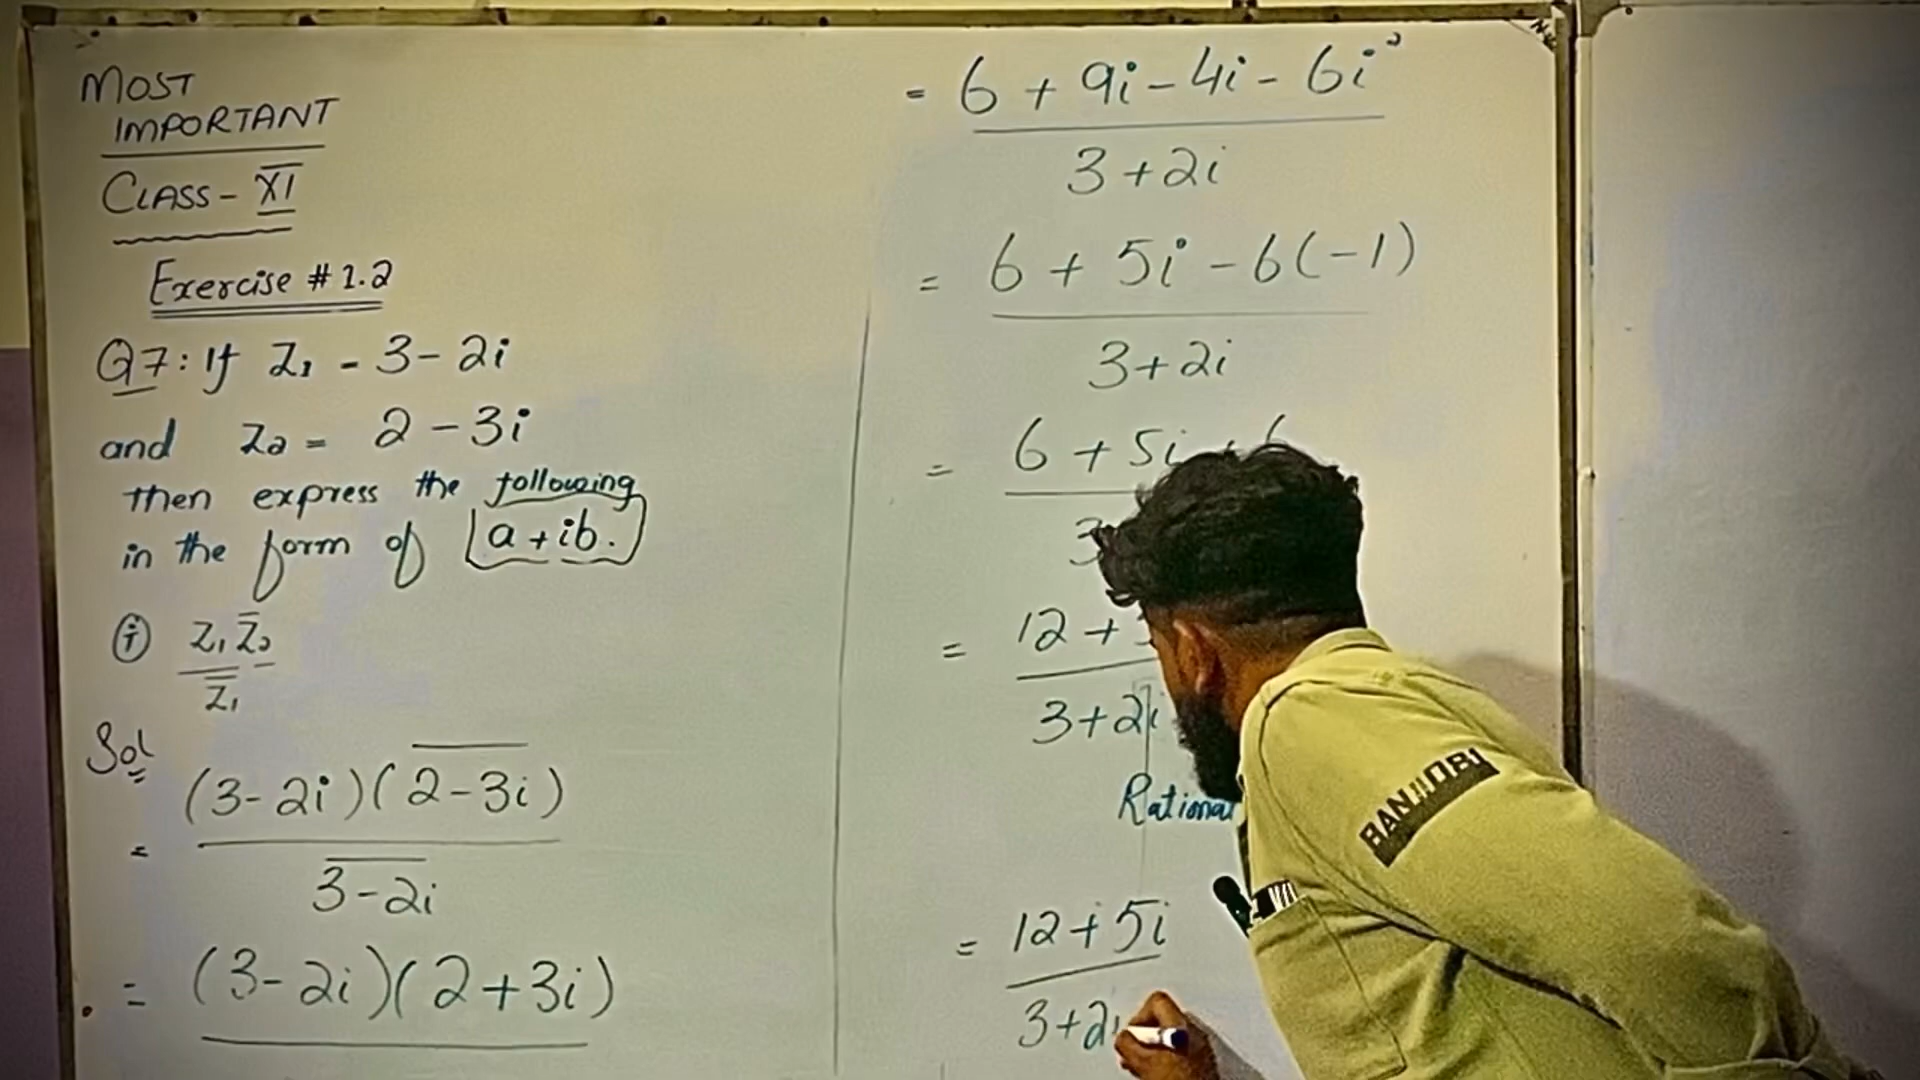 MOST
IMPORTANT
CLASS - XI
Exercise # 1.2
Q7: If Z₁ = 3 - 2i
and Z₂ = 2 - 3i
then express the following
in the form of a + ib.
(i) Z₁ Z̅₂
Z̅₁
Sol
(3 - 2i)(2 - 3i)
=
3 - 2i
= (3 - 2i)(2 + 3i)
= 6 + 9i - 4i - 6i²
3 + 2i
= 6 + 5i - 6(-1)
3 + 2i
= 6 + 5i + 6
3
= 12 +
3 + 2i
Rational
= 12 + 5i
3 + 2i